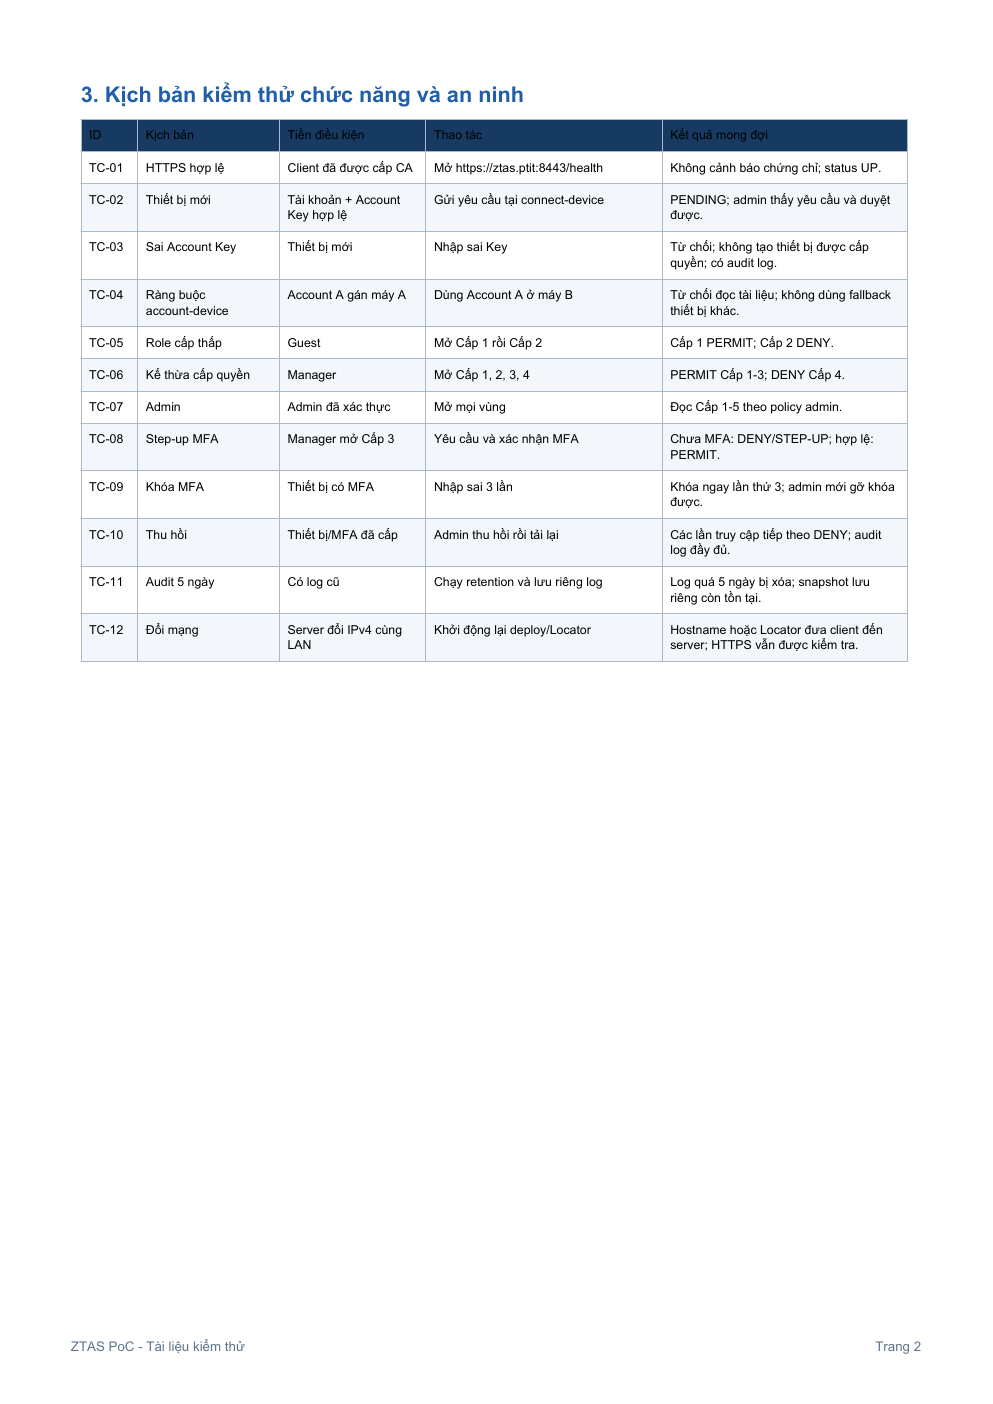 3. Kịch bản kiểm thử chức năng và an ninh
ID Kịch bản Tiền điều kiện Thao tác Kết quả mong đợi
TC-01 HTTPS hợp lệ Client đã được cấp CA Mở https://ztas.ptit:8443/health Không cảnh báo chứng chỉ; status UP.
TC-02 Thiết bị mới Tài khoản + Account Gửi yêu cầu tại connect-device PENDING; admin thấy yêu cầu và duyệt
Key hợp lệ được.
TC-03 Sai Account Key Thiết bị mới Nhập sai Key Từ chối; không tạo thiết bị được cấp
quyền; có audit log.
TC-04 Ràng buộc Account A gán máy A Dùng Account A ở máy B Từ chối đọc tài liệu; không dùng fallback
account-device thiết bị khác.
TC-05 Role cấp thấp Guest Mở Cấp 1 rồi Cấp 2 Cấp 1 PERMIT; Cấp 2 DENY.
TC-06 Kế thừa cấp quyền Manager Mở Cấp 1, 2, 3, 4 PERMIT Cấp 1-3; DENY Cấp 4.
TC-07 Admin Admin đã xác thực Mở mọi vùng Đọc Cấp 1-5 theo policy admin.
TC-08 Step-up MFA Manager mở Cấp 3 Yêu cầu và xác nhận MFA Chưa MFA: DENY/STEP-UP; hợp lệ:
PERMIT.
TC-09 Khóa MFA Thiết bị có MFA Nhập sai 3 lần Khóa ngay lần thứ 3; admin mới gỡ khóa
được.
TC-10 Thu hồi Thiết bị/MFA đã cấp Admin thu hồi rồi tải lại Các lần truy cập tiếp theo DENY; audit
log đầy đủ.
TC-11 Audit 5 ngày Có log cũ Chạy retention và lưu riêng log Log quá 5 ngày bị xóa; snapshot lưu
riêng còn tồn tại.
TC-12 Đổi mạng Server đổi IPv4 cùng Khởi động lại deploy/Locator Hostname hoặc Locator đưa client đến
LAN server; HTTPS vẫn được kiểm tra.
ZTAS PoC - Tài liệu kiểm thử Trang 2